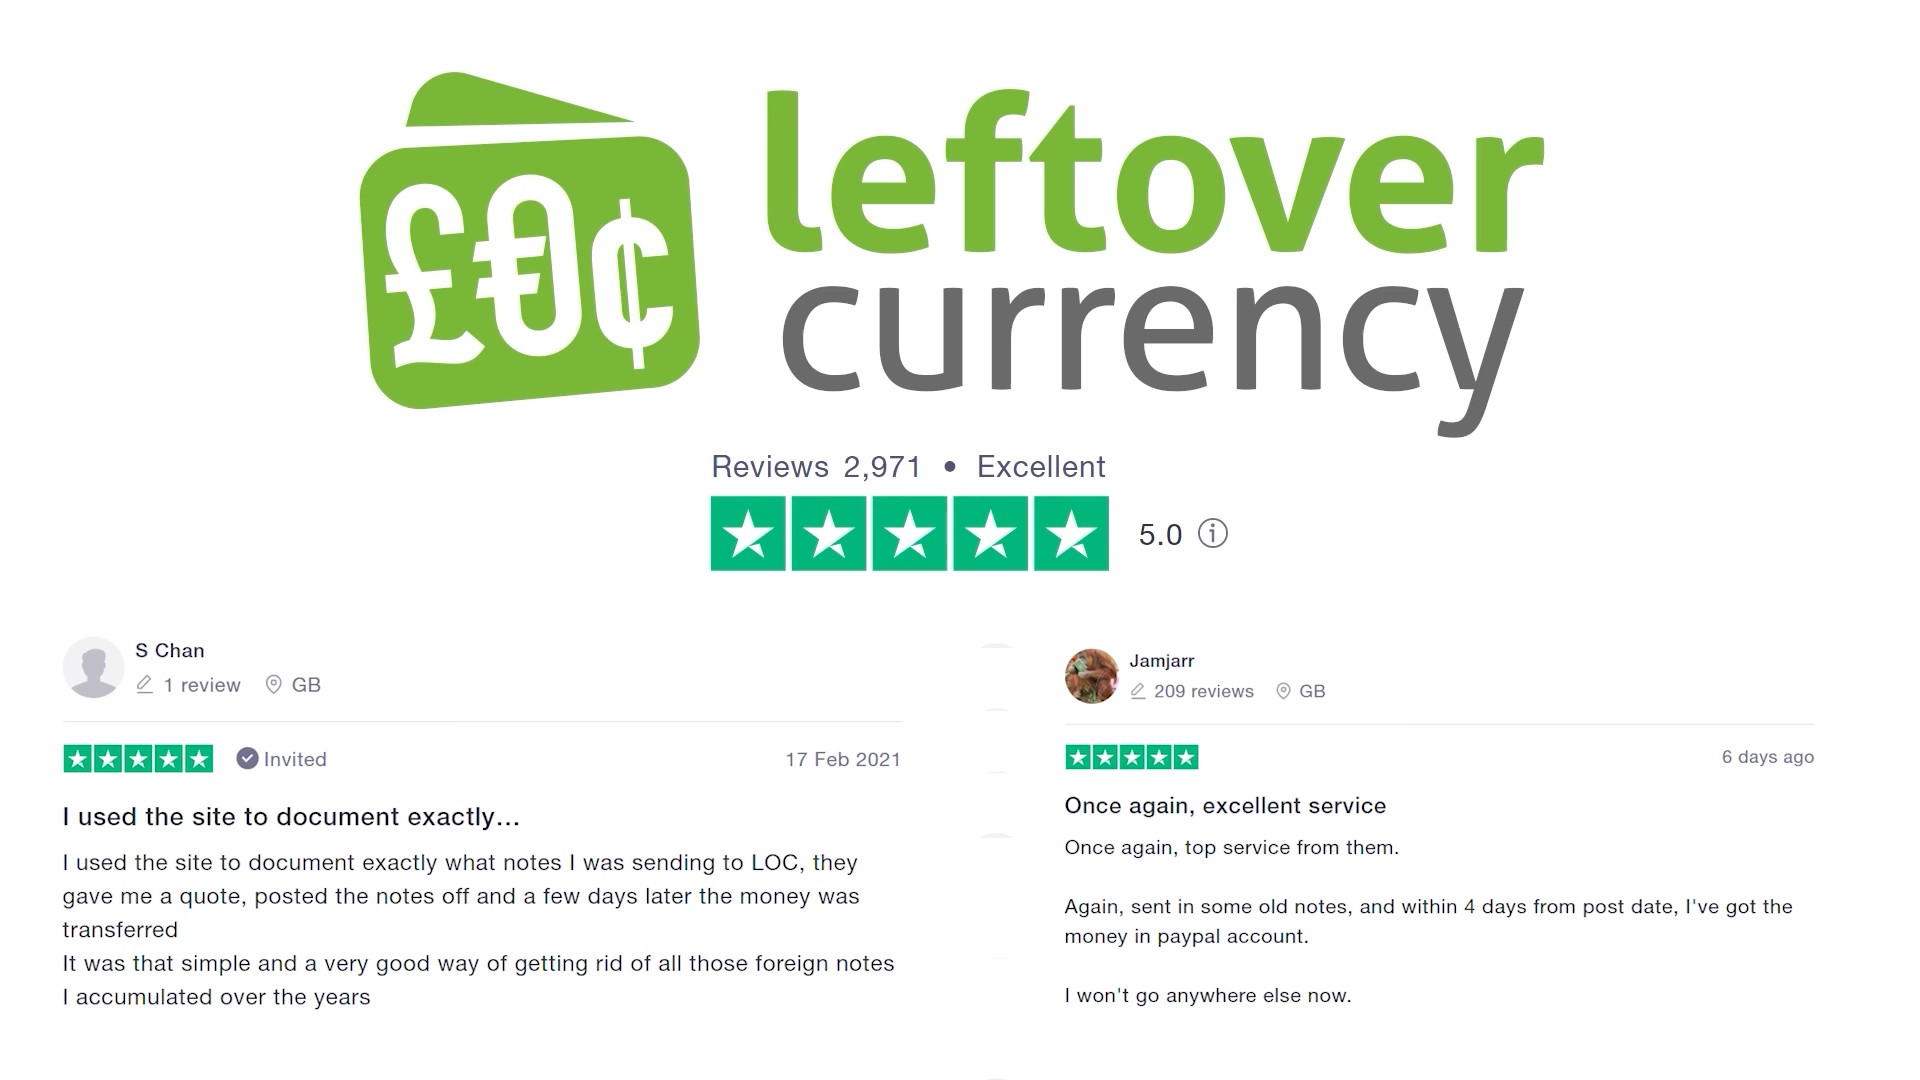 £€¢
leftover
currency
Reviews 2,971 • Excellent
5.0
S Chan
1 review GB
Invited 17 Feb 2021
I used the site to document exactly...
I used the site to document exactly what notes I was sending to LOC, they
gave me a quote, posted the notes off and a few days later the money was
transferred
It was that simple and a very good way of getting rid of all those foreign notes
I accumulated over the years
Jamjarr
209 reviews GB
6 days ago
Once again, excellent service
Once again, top service from them.
Again, sent in some old notes, and within 4 days from post date, I've got the
money in paypal account.
I won't go anywhere else now.